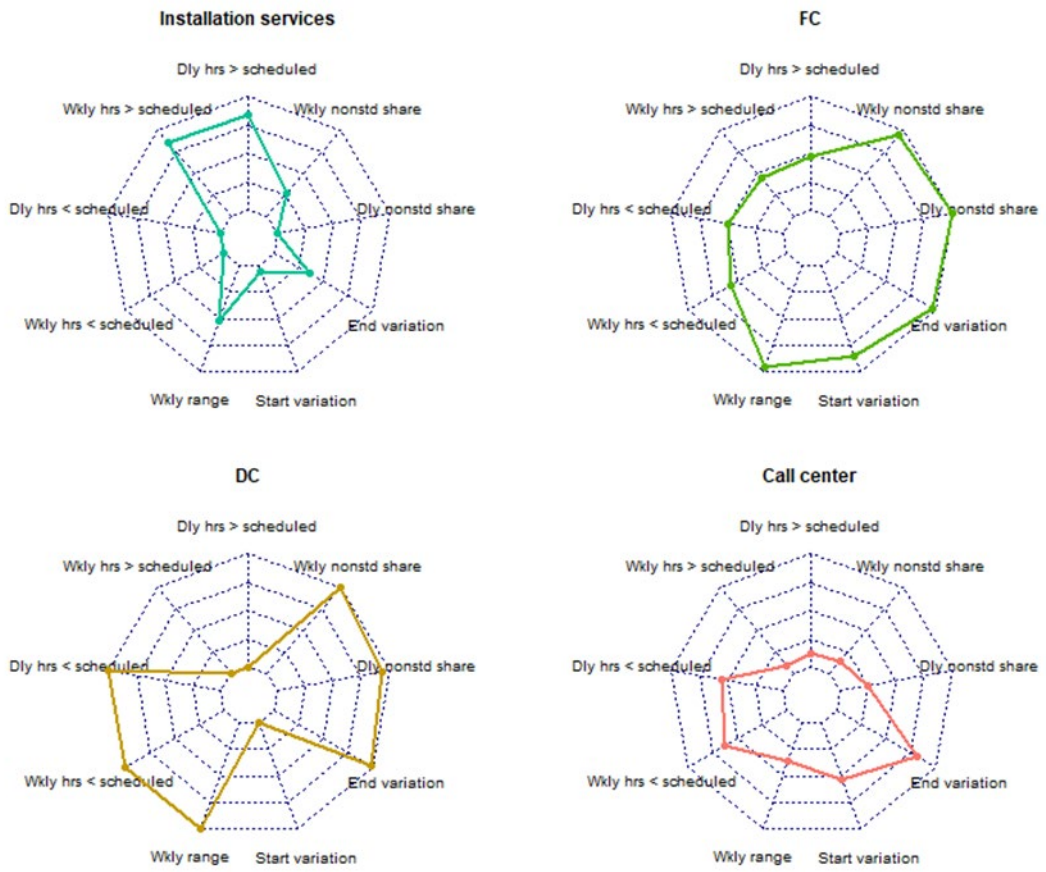 Installation services
Dly hrs > scheduled
Wkly hrs > scheduled
Wkly nonstd share
Dly hrs < scheduled
Dly nonstd share
Wkly hrs < scheduled
End variation
Wkly range
Start variation
FC
Dly hrs > scheduled
Wkly hrs > scheduled
Wkly nonstd share
Dly hrs < scheduled
Dly nonstd share
Wkly hrs < scheduled
End variation
Wkly range
Start variation
DC
Dly hrs > scheduled
Wkly hrs > scheduled
Wkly nonstd share
Dly hrs < scheduled
Dly nonstd share
Wkly hrs < scheduled
End variation
Wkly range
Start variation
Call center
Dly hrs > scheduled
Wkly hrs > scheduled
Wkly nonstd share
Dly hrs < scheduled
Dly nonstd share
Wkly hrs < scheduled
End variation
Wkly range
Start variation